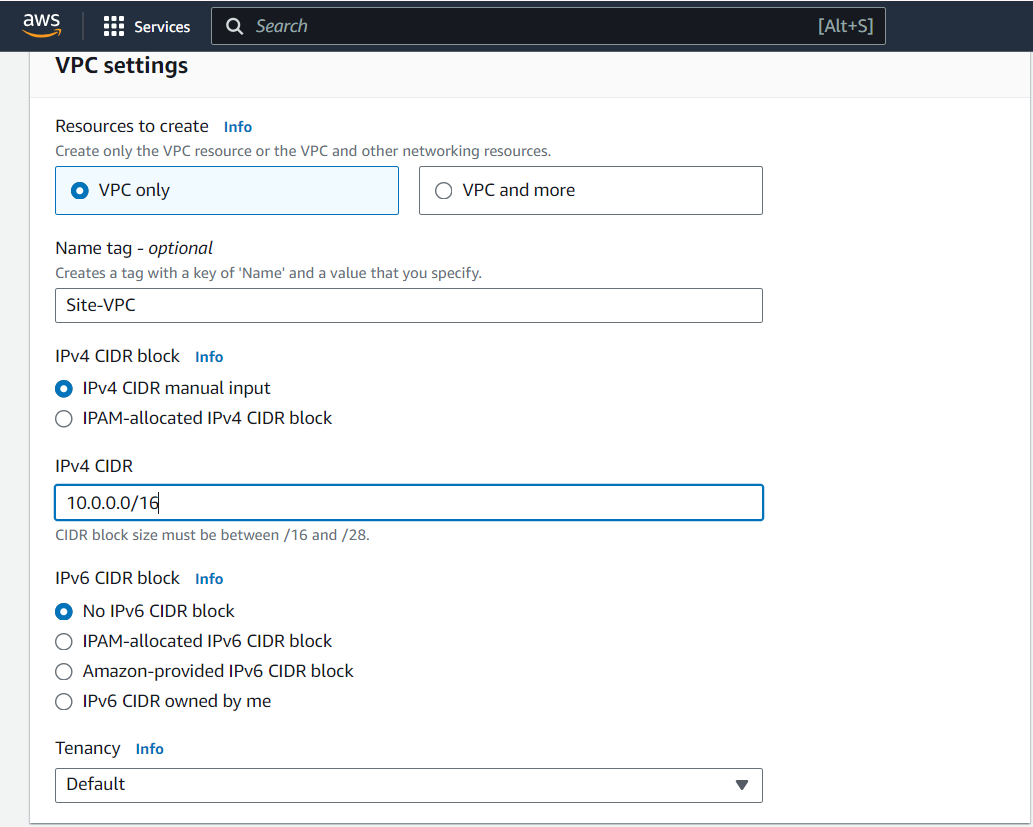 aws
Services
Search
[Alt+S]
VPC settings
Resources to create Info
Create only the VPC resource or the VPC and other networking resources.
VPC only
VPC and more
Name tag - optional
Creates a tag with a key of 'Name' and a value that you specify.
Site-VPC
IPv4 CIDR block Info
IPv4 CIDR manual input
IPAM-allocated IPv4 CIDR block
IPv4 CIDR
10.0.0.0/16
CIDR block size must be between /16 and /28.
IPv6 CIDR block Info
No IPv6 CIDR block
IPAM-allocated IPv6 CIDR block
Amazon-provided IPv6 CIDR block
IPv6 CIDR owned by me
Tenancy Info
Default